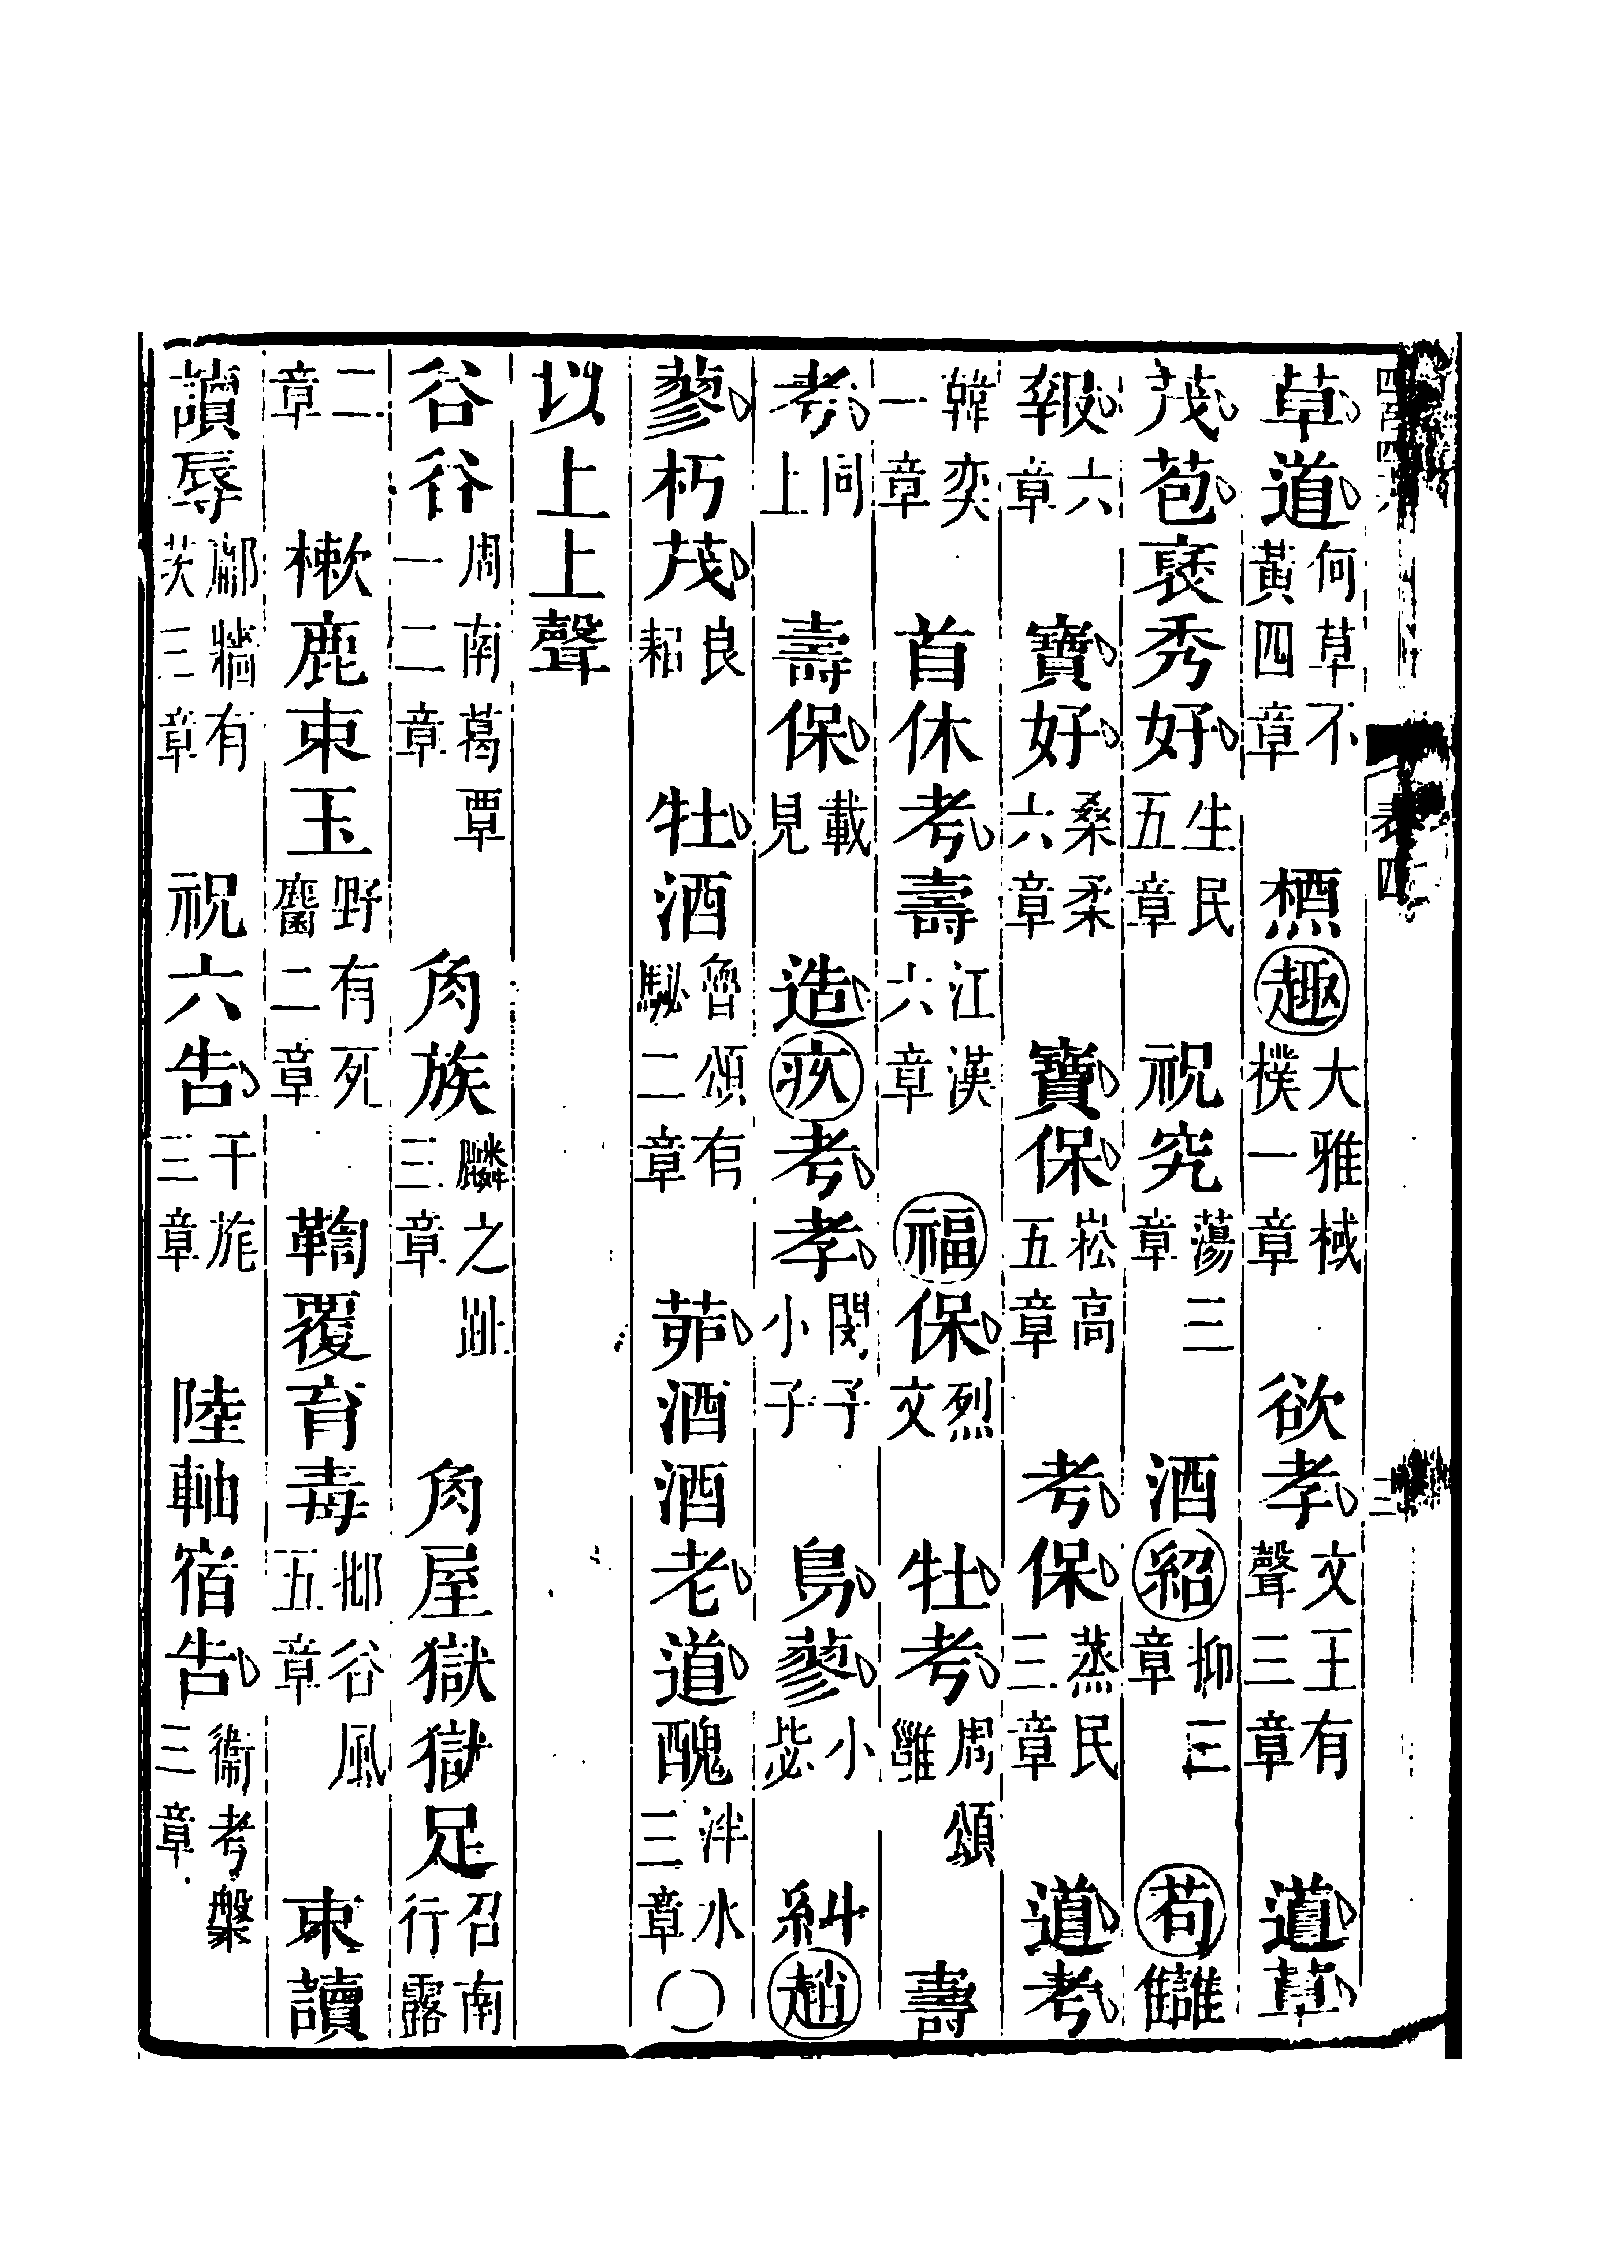 表四
草道何草不黃四章 槱趣大雅棫樸一章 欲孝文王有聲三章 道草
茂苞褎秀好生民五章 祝究蕩三章 酒紹抑三章 苟讎
報六章 寶好桑柔六章 寶保崧高五章 考保蒸民三章 道考
韓奕一章 首休考壽江漢六章 福保烈文 牡考周頌雝 壽
考同上 壽保載見 造疚考孝閔予小子 鳥蓼小毖 糾趙
蓼朽茂良耜 牡酒魯頌有駜二章 茆酒酒老道醜泮水三章〇
以上上聲
谷谷周南葛覃一二章 角族麟之趾三章 角屋獄獄足召南行露
二章 樕鹿束玉野有死麕二章 鞫覆育毒邶谷風五章 束讀
讀辱鄘牆有茨三章 祝六告干旄三章 陸軸宿告衞考槃三章